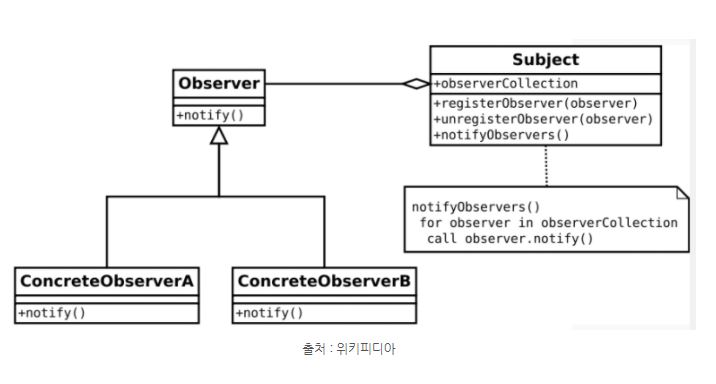 Subject
+observerCollection
+registerObserver(observer)
+unregisterObserver(observer)
+notifyObservers()
Observer
+notify()
notifyObservers()
for observer in observerCollection
call observer.notify()
ConcreteObserverA
+notify()
ConcreteObserverB
+notify()
출처 : 위키피디아